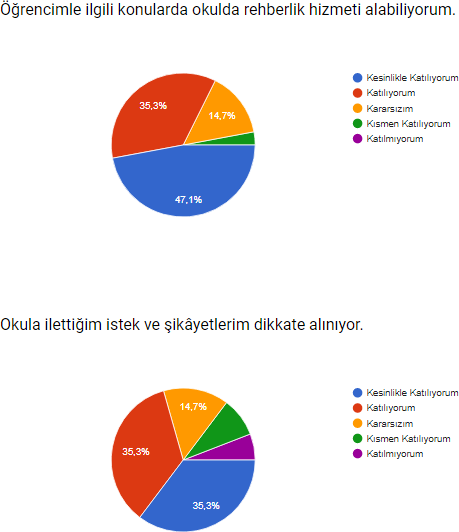 Öğrencimle ilgili konularda okulda rehberlik hizmeti alabiliyorum.
Kesinlikle Katılıyorum
Katılıyorum
Kararsızım
Kısmen Katılıyorum
Katılmıyorum
35,3%
14,7%
47,1%
Okula ilettiğim istek ve şikâyetlerim dikkate alınıyor.
Kesinlikle Katılıyorum
Katılıyorum
Kararsızım
Kısmen Katılıyorum
Katılmıyorum
14,7%
35,3%
35,3%